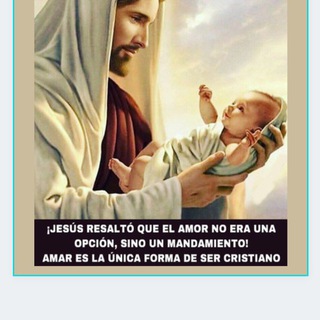 ¡JESÚS RESALTÓ QUE EL AMOR NO ERA UNA
OPCIÓN, SINO UN MANDAMIENTO!
AMAR ES LA ÚNICA FORMA DE SER CRISTIANO